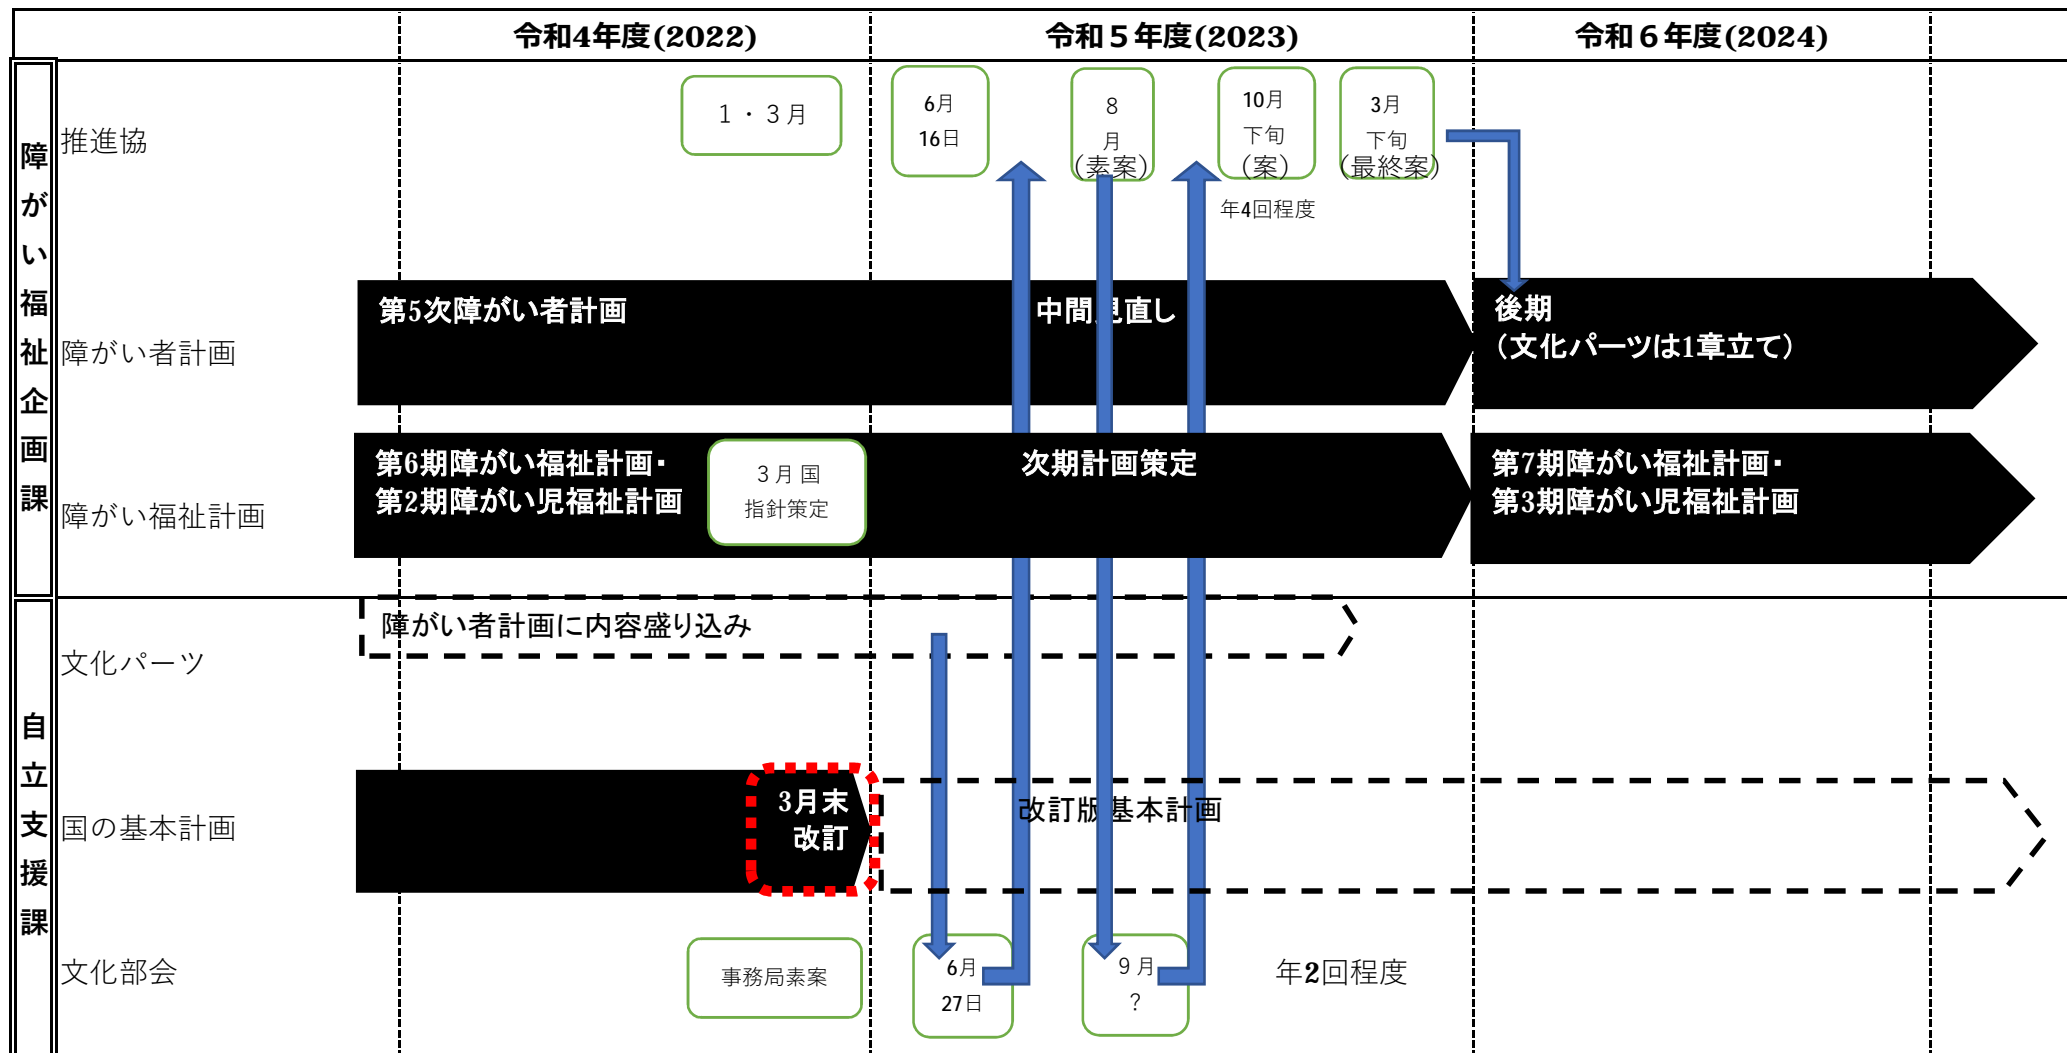 令和4年度(2022)
令和５年度(2023)
令和６年度(2024)
障がい福祉企画課
推進協
１・３月
6月
16日
8
月
(素案)
10月
下旬
(案)
3月
下旬
(最終案)
年4回程度
障がい者計画
第5次障がい者計画
中間見直し
後期
（文化パーツは1章立て）
障がい福祉計画
第6期障がい福祉計画・
第2期障がい児福祉計画
３月国
指針策定
次期計画策定
第7期障がい福祉計画・
第3期障がい児福祉計画
自立支援課
文化パーツ
障がい者計画に内容盛り込み
国の基本計画
3月末
改訂
改訂版基本計画
文化部会
事務局素案
6月
27日
９月
？
年2回程度